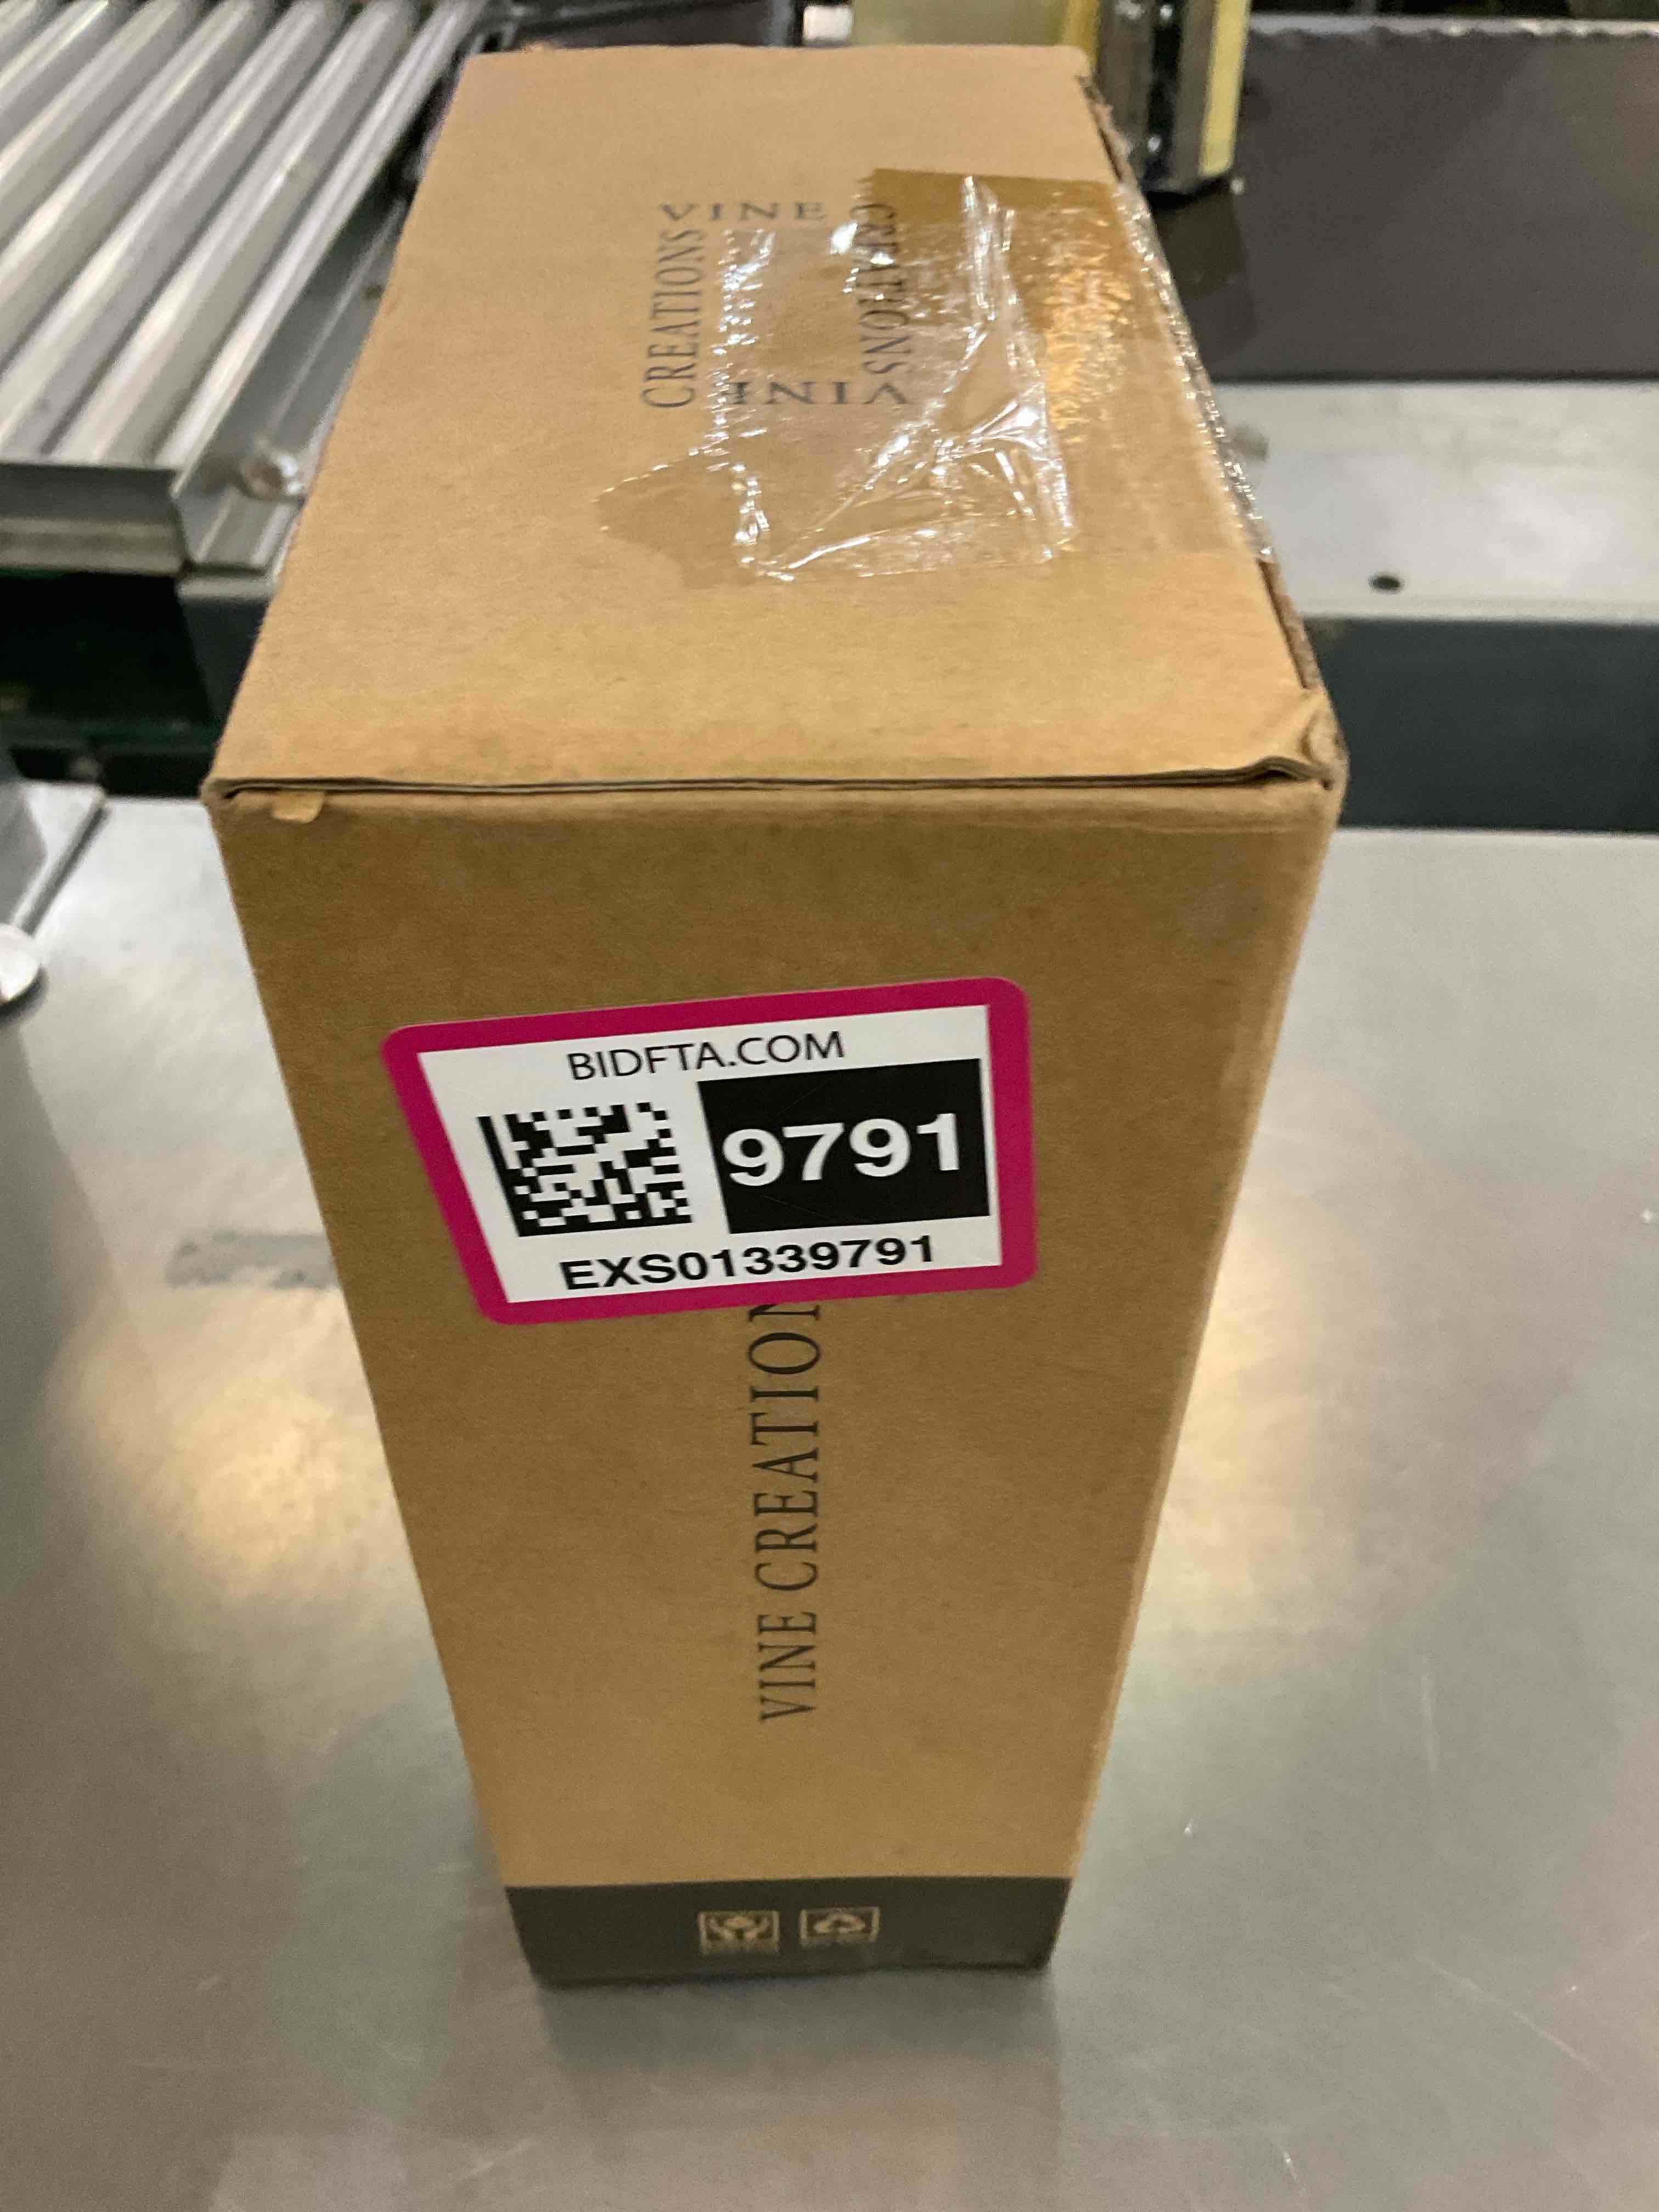 VINE
CREATIONS
CREATIONS
VINE
BIDFTA.COM
9791
EXS01339791
VINE CREATION